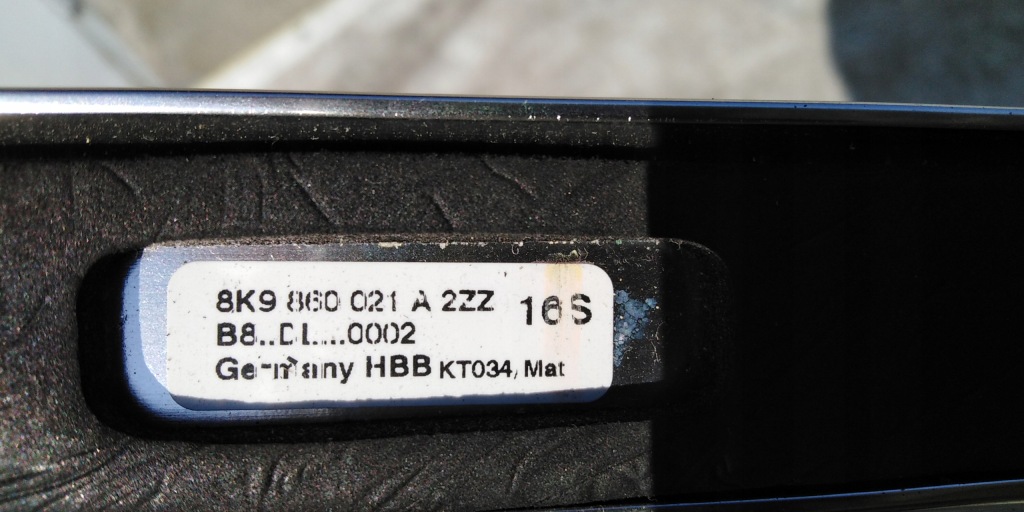 8K9 860 021 A 2ZZ 16S
B8..DL....0002
Germany HBB KT034, Mat